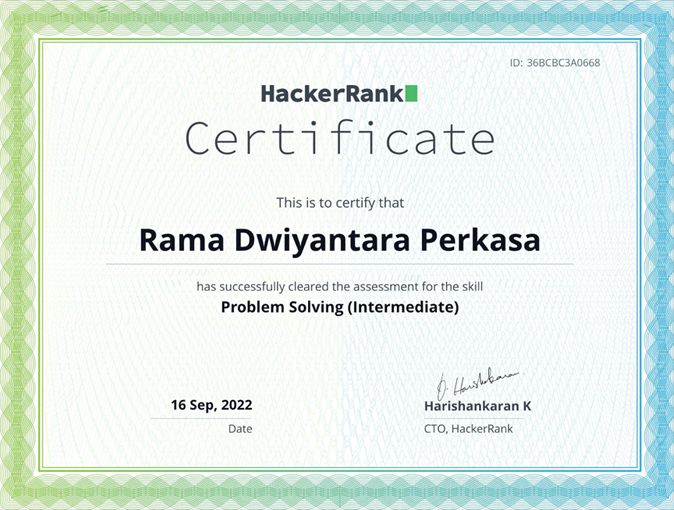 ID: 36BCBC3A0668
HackerRank
Certificate
This is to certify that
Rama Dwiyantara Perkasa
has successfully cleared the assessment for the skill
Problem Solving (Intermediate)
16 Sep, 2022
Date
D. Harishankaran
Harishankaran K
CTO, HackerRank